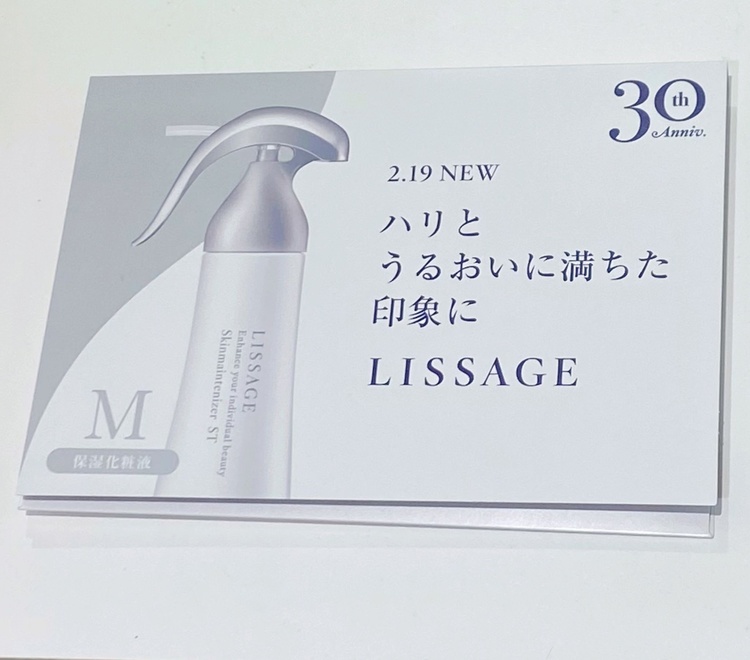 30th
Anniv.
2.19 NEW
ハリと
うるおいに満ちた
印象に
LISSAGE
LISSAGE
Enhance your individual beauty
Skinmaintenizer ST
M
保湿化粧液